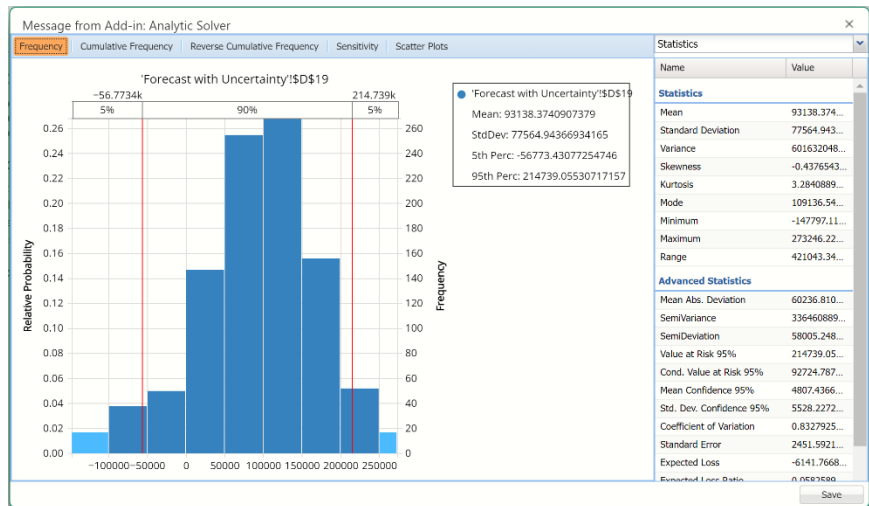 Message from Add-in: Analytic Solver
Frequency Cumulative Frequency Reverse Cumulative Frequency Sensitivity Scatter Plots
'Forecast with Uncertainty'!$D$19
−56.7734k 214.739k
5% 90% 5%
0.26
0.24
0.22
0.20
0.18
0.16
0.14
0.12
0.10
0.08
0.06
0.04
0.02
0.00
Relative Probability
260
240
220
200
180
160
140
120
100
80
60
40
20
0
Frequency
−100000 −50000 0 50000 100000 150000 200000 250000
'Forecast with Uncertainty'!$D$19
Mean: 93138.3740907379
StdDev: 77564.94366934165
5th Perc: -56773.43077254746
95th Perc: 214739.05530717157
Statistics
Name Value
Statistics
Mean 93138.374...
Standard Deviation 77564.943...
Variance 601632048...
Skewness -0.4376543...
Kurtosis 3.2840889...
Mode 109136.54...
Minimum -147797.11...
Maximum 273246.22...
Range 421043.34...
Advanced Statistics
Mean Abs. Deviation 60236.810...
SemiVariance 336460889...
SemiDeviation 58005.248...
Value at Risk 95% 214739.05...
Cond. Value at Risk 95% 92724.787...
Mean Confidence 95% 4807.4366...
Std. Dev. Confidence 95% 5528.2272...
Coefficient of Variation 0.8327925...
Standard Error 2451.5921...
Expected Loss -6141.7668...
Expected Loss Ratio 0.0582589...
Save